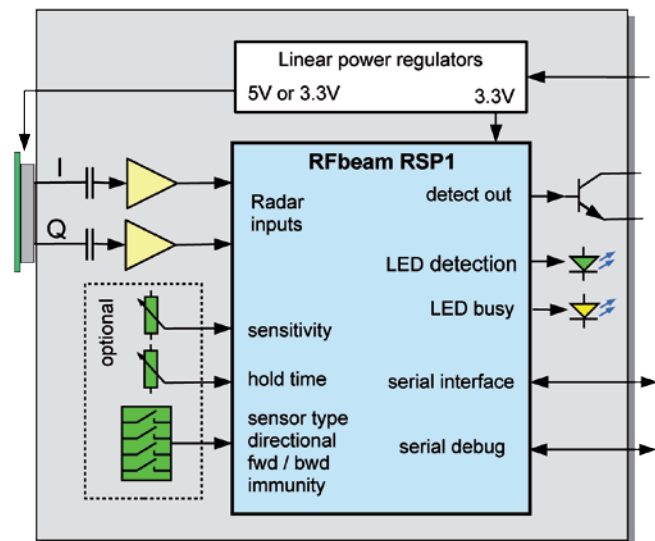 Linear power regulators
5V or 3.3V
3.3V
RFbeam RSP1
I
Q
Radar
inputs
detect out
LED detection
LED busy
optional
sensitivity
hold time
serial interface
sensor type
directional
fwd / bwd
immunity
serial debug